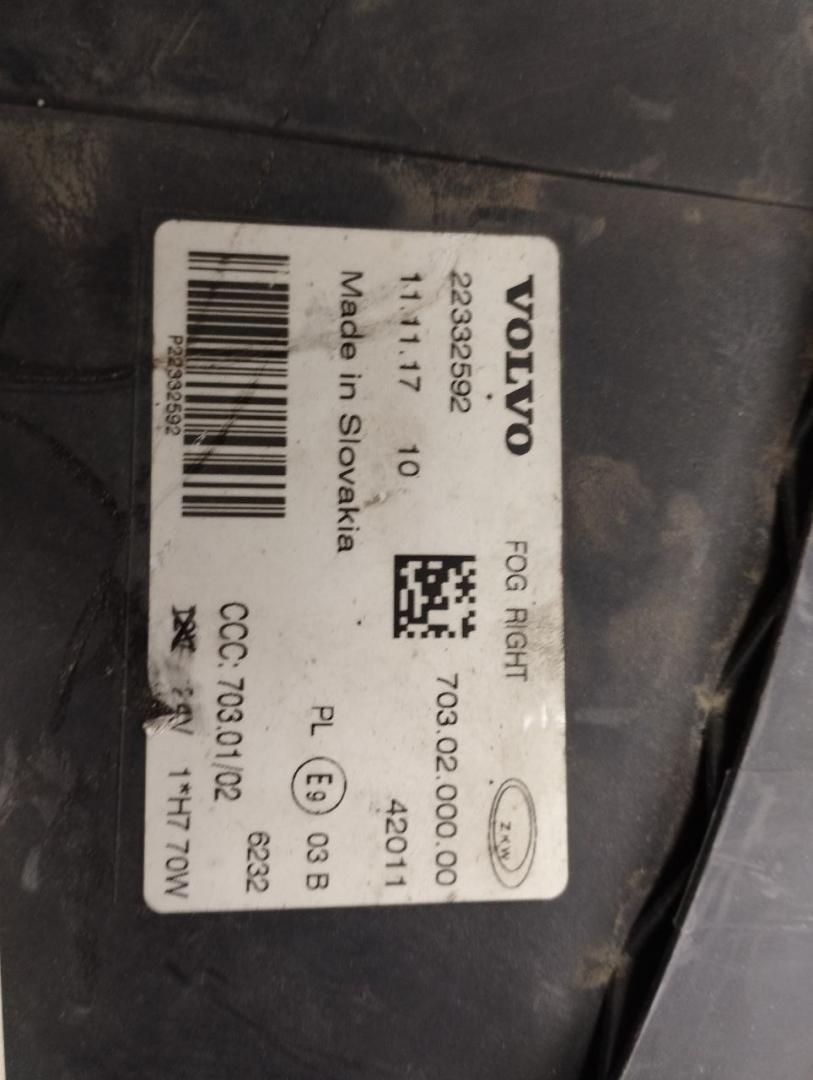 VOLVO FOG RIGHT ZKW
22332592 703.02.000.00
11.11.17 10 42011
Made in Slovakia PL E9 03 B
6232
CCC: 703.01/02
P22332592 24V 1*H7 70W